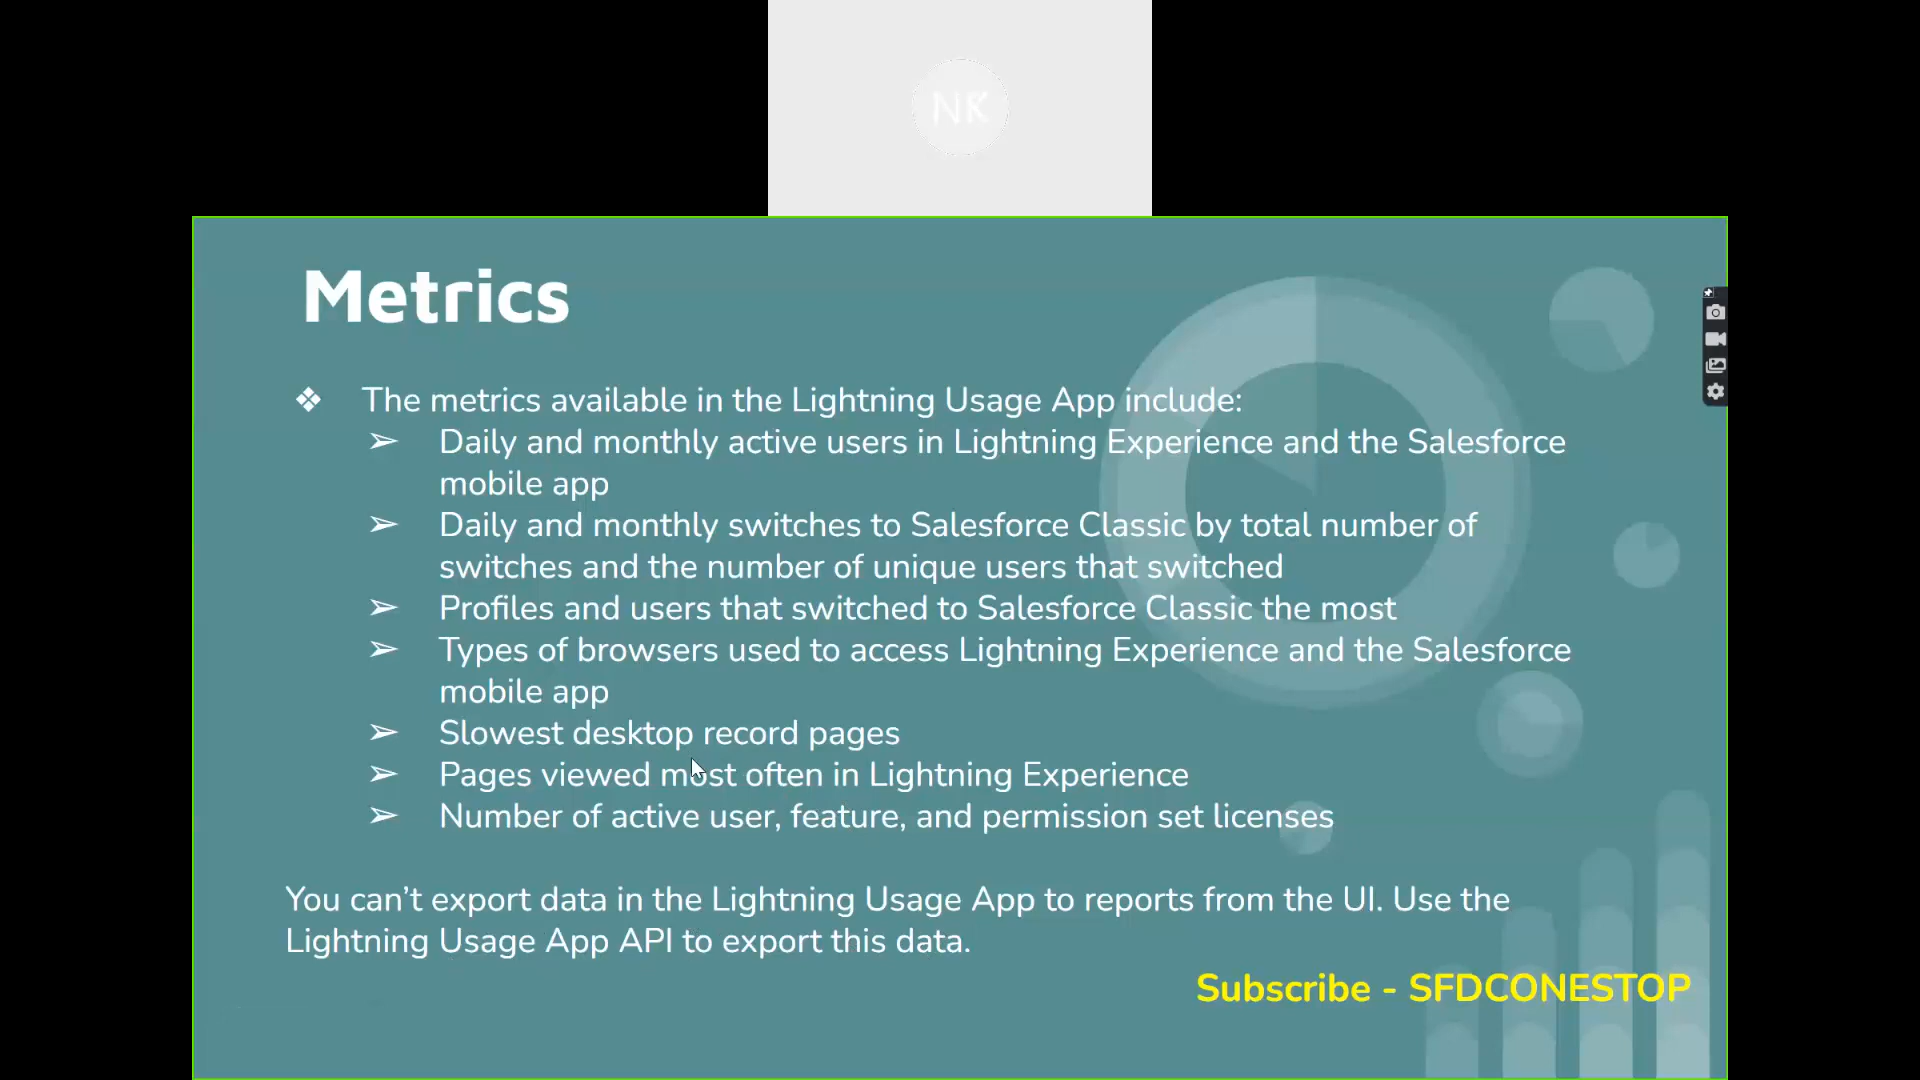 NK
Metrics
❖ The metrics available in the Lightning Usage App include:
➢ Daily and monthly active users in Lightning Experience and the Salesforce
mobile app
➢ Daily and monthly switches to Salesforce Classic by total number of
switches and the number of unique users that switched
➢ Profiles and users that switched to Salesforce Classic the most
➢ Types of browsers used to access Lightning Experience and the Salesforce
mobile app
➢ Slowest desktop record pages
➢ Pages viewed most often in Lightning Experience
➢ Number of active user, feature, and permission set licenses
You can’t export data in the Lightning Usage App to reports from the UI. Use the
Lightning Usage App API to export this data.
Subscribe - SFDCONESTOP